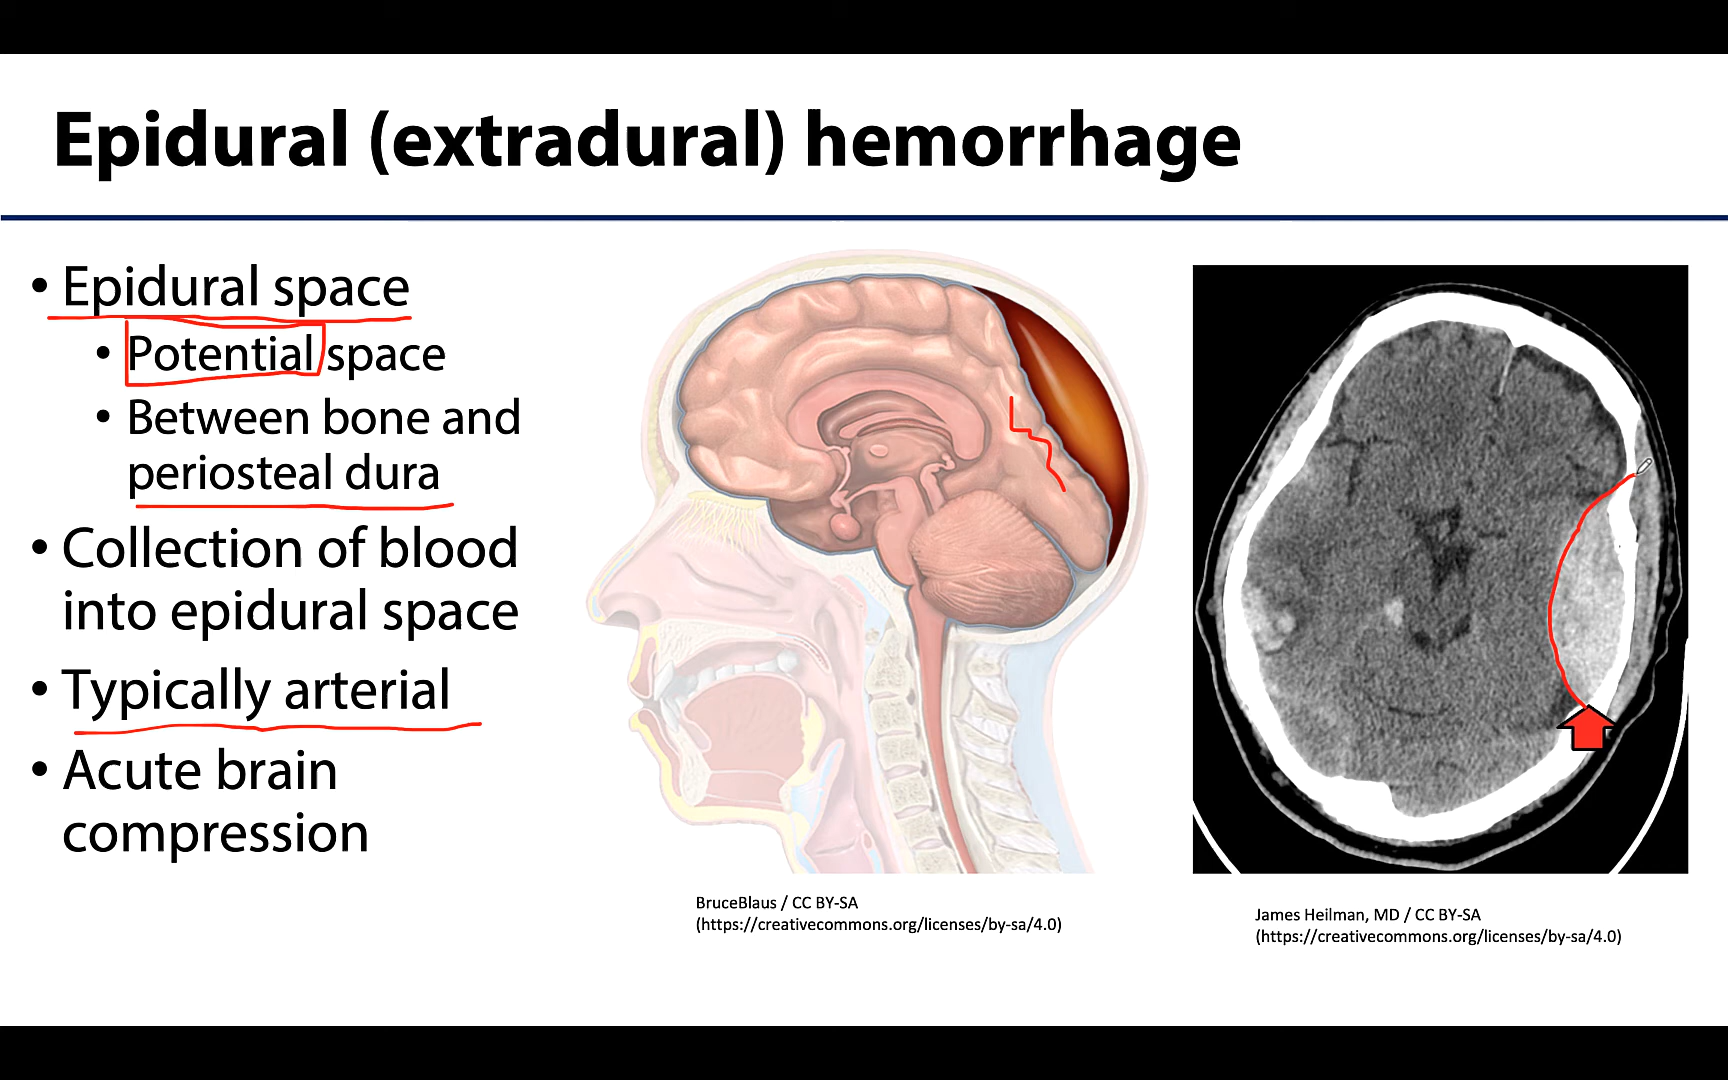 Epidural (extradural) hemorrhage
• Epidural space
• Potential space
• Between bone and
periosteal dura
• Collection of blood
into epidural space
• Typically arterial
• Acute brain
compression
BruceBlaus / CC BY-SA
(https://creativecommons.org/licenses/by-sa/4.0)
James Heilman, MD / CC BY-SA
(https://creativecommons.org/licenses/by-sa/4.0)